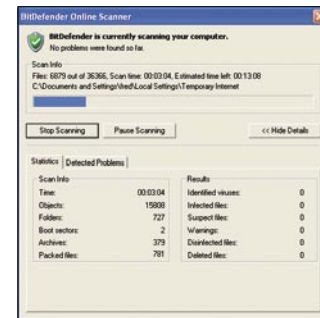 BitDefender Online Scanner
BitDefender is currently scanning your computer.
No problems were found so far.
Scan Info
Files: 6879 out of 36366, Scan time: 00:03:04, Estimated time left: 00:13:08
C:\Documents and Settings\fred\Local Settings\Temporary Internet
Stop Scanning Pause Scanning << Hide Details
Statistics Detected Problems
Scan Info Results
Time: 00:03:04 Identified viruses: 0
Objects: 15808 Infected files: 0
Folders: 727 Suspect files: 0
Boot sectors: 2 Warnings: 0
Archives: 379 Disinfected files: 0
Packed files: 781 Deleted files: 0